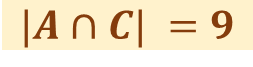 |A ∩ C| = 9